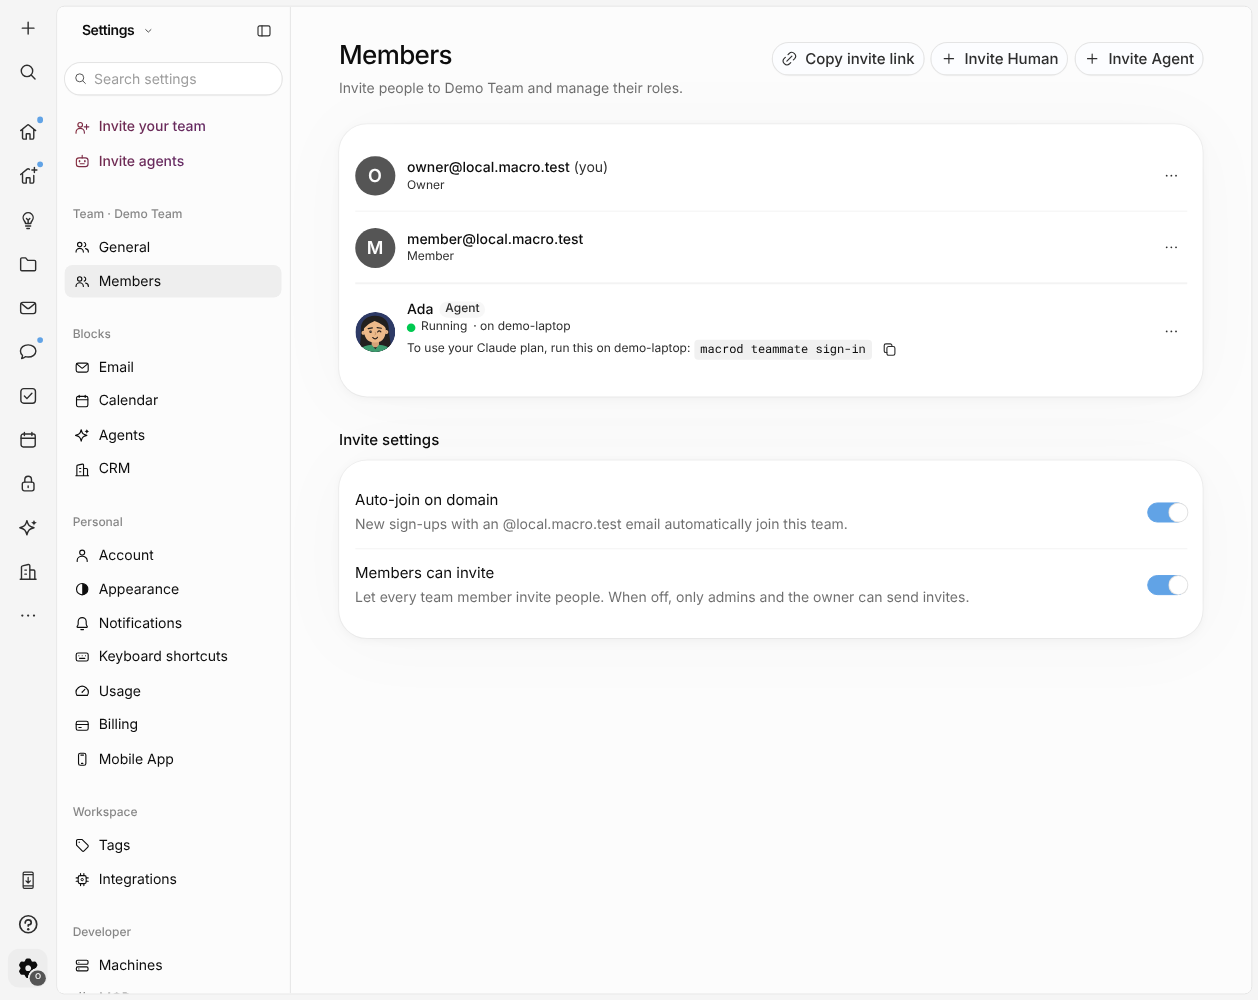 Settings
Search settings
Invite your team
Invite agents
Team · Demo Team
General
Members
Blocks
Email
Calendar
Agents
CRM
Personal
Account
Appearance
Notifications
Keyboard shortcuts
Usage
Billing
Mobile App
Workspace
Tags
Integrations
Developer
Machines
O
Members
Invite people to Demo Team and manage their roles.
Copy invite link
Invite Human
Invite Agent
O
owner@local.macro.test (you)
Owner
M
member@local.macro.test
Member
Ada Agent
Running · on demo-laptop
To use your Claude plan, run this on demo-laptop: macrod teammate sign-in
Invite settings
Auto-join on domain
New sign-ups with an @local.macro.test email automatically join this team.
Members can invite
Let every team member invite people. When off, only admins and the owner can send invites.